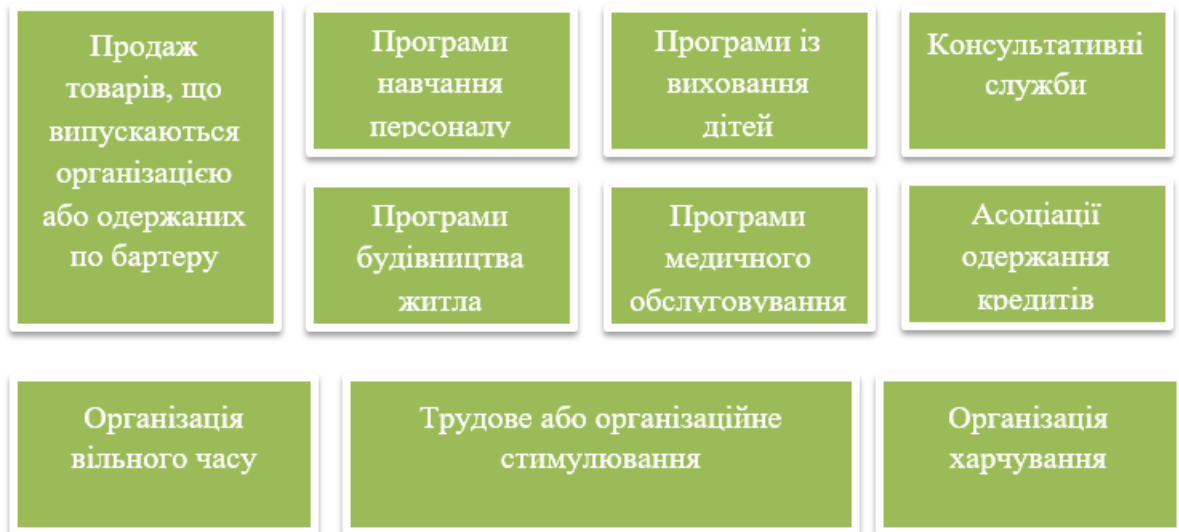 Продаж
товарів, що
випускаються
організацією
або одержаних
по бартеру
Програми
навчання
персоналу
Програми із
виховання
дітей
Консультативні
служби
Програми
будівництва
житла
Програми
медичного
обслуговування
Асоціації
одержання
кредитів
Організація
вільного часу
Трудове або організаційне
стимулювання
Організація
харчування